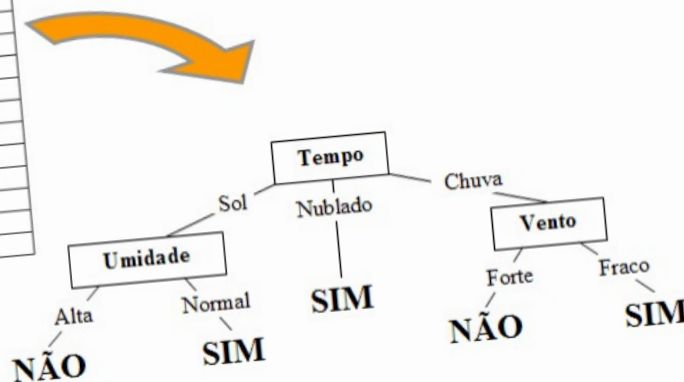 Tempo
Sol
Nublado
Chuva
Umidade
Vento
Alta
Normal
Forte
Fraco
NÃO
SIM
SIM
NÃO
SIM